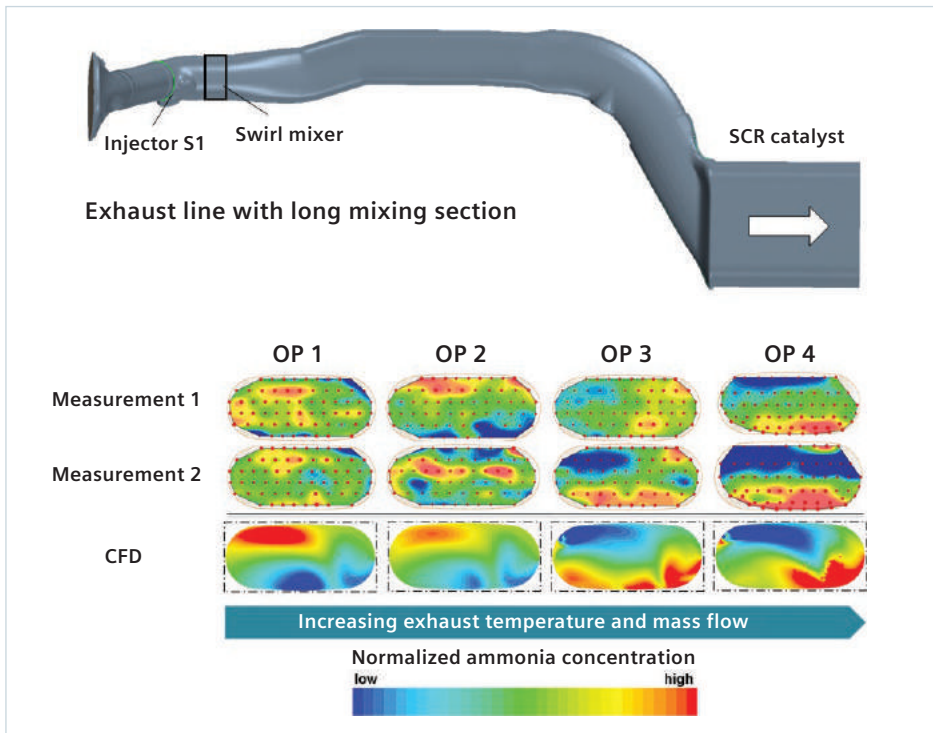 Injector S1
Swirl mixer
SCR catalyst
Exhaust line with long mixing section
OP 1 OP 2 OP 3 OP 4
Measurement 1
Measurement 2
CFD
Increasing exhaust temperature and mass flow
Normalized ammonia concentration
low high